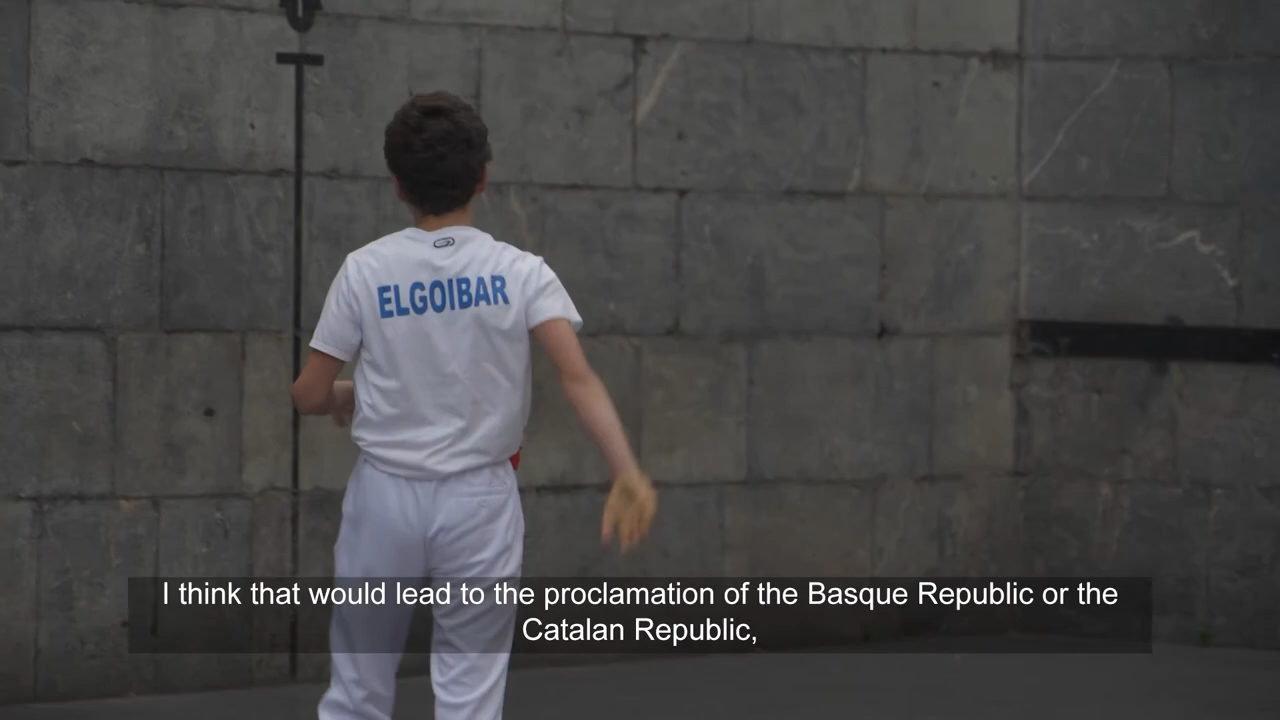 ELGOIBAR
I think that would lead to the proclamation of the Basque Republic or the
Catalan Republic,